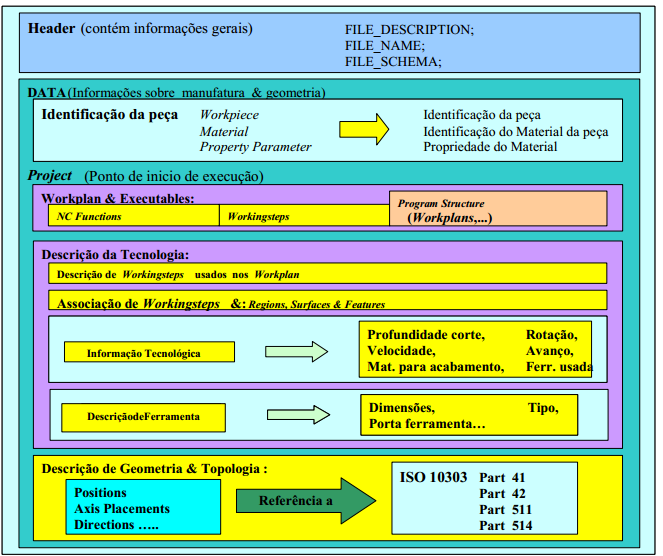 Header (contém informações gerais) FILE_DESCRIPTION;
FILE_NAME;
FILE_SCHEMA;
DATA(Informações sobre manufatura & geometria)
Identificação da peça Workpiece Identificação da peça
Material Identificação do Material da peça
Property Parameter Propriedade do Material
Project (Ponto de inicio de execução)
Workplan & Executables:
NC Functions Workingsteps Program Structure
(Workplans,...)
Descrição da Tecnologia:
Descrição de Workingsteps usados nos Workplan
Associação de Workingsteps &: Regions, Surfaces & Features
Informação Tecnológica
Profundidade corte, Rotação,
Velocidade, Avanço,
Mat. para acabamento, Ferr. usada
DescriçãodeFerramenta
Dimensões, Tipo,
Porta ferramenta…
Descrição de Geometria & Topologia :
Positions
Axis Placements
Directions …..
Referência a
ISO 10303 Part 41
Part 42
Part 511
Part 514